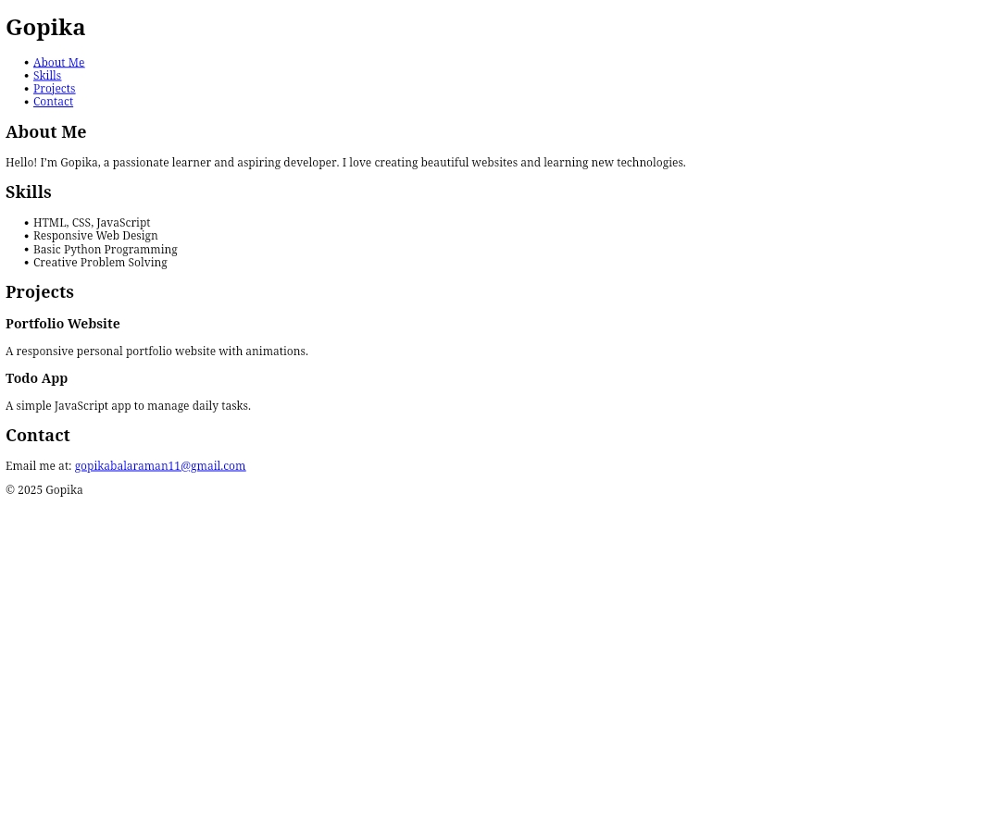 Gopika
• About Me
• Skills
• Projects
• Contact
About Me
Hello! I'm Gopika, a passionate learner and aspiring developer. I love creating beautiful websites and learning new technologies.
Skills
• HTML, CSS, JavaScript
• Responsive Web Design
• Basic Python Programming
• Creative Problem Solving
Projects
Portfolio Website
A responsive personal portfolio website with animations.
Todo App
A simple JavaScript app to manage daily tasks.
Contact
Email me at: gopikabalaraman11@gmail.com
© 2025 Gopika